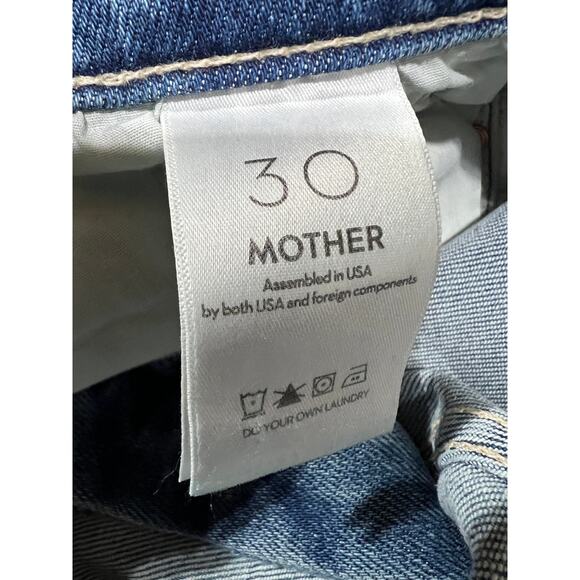 30
MOTHER
Assembled in USA
by both USA and foreign components
DO YOUR OWN LAUNDRY